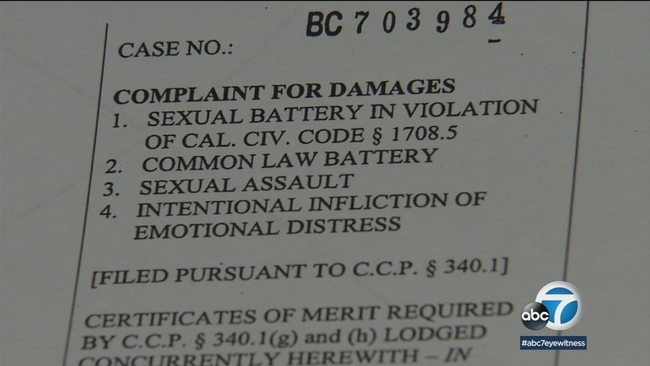 BC 703984
CASE NO.:
COMPLAINT FOR DAMAGES
1. SEXUAL BATTERY IN VIOLATION
OF CAL. CIV. CODE § 1708.5
2. COMMON LAW BATTERY
3. SEXUAL ASSAULT
4. INTENTIONAL INFLICTION OF
EMOTIONAL DISTRESS
[FILED PURSUANT TO C.C.P. § 340.1]
CERTIFICATES OF MERIT REQUIRED
BY C.C.P. § 340.1(g) and (h) LODGED
CONCURRENTLY HEREWITH – IN
abc 7
#abc7eyewitness